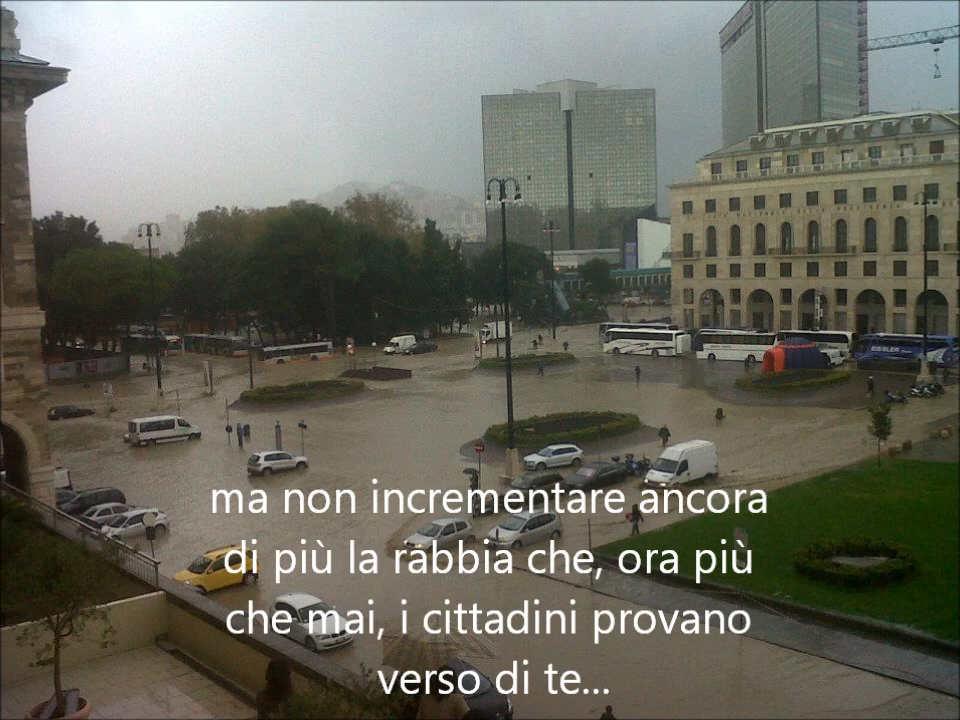 ma non incrementare ancora
di più la rabbia che, ora più
che mai, i cittadini provano
verso di te...